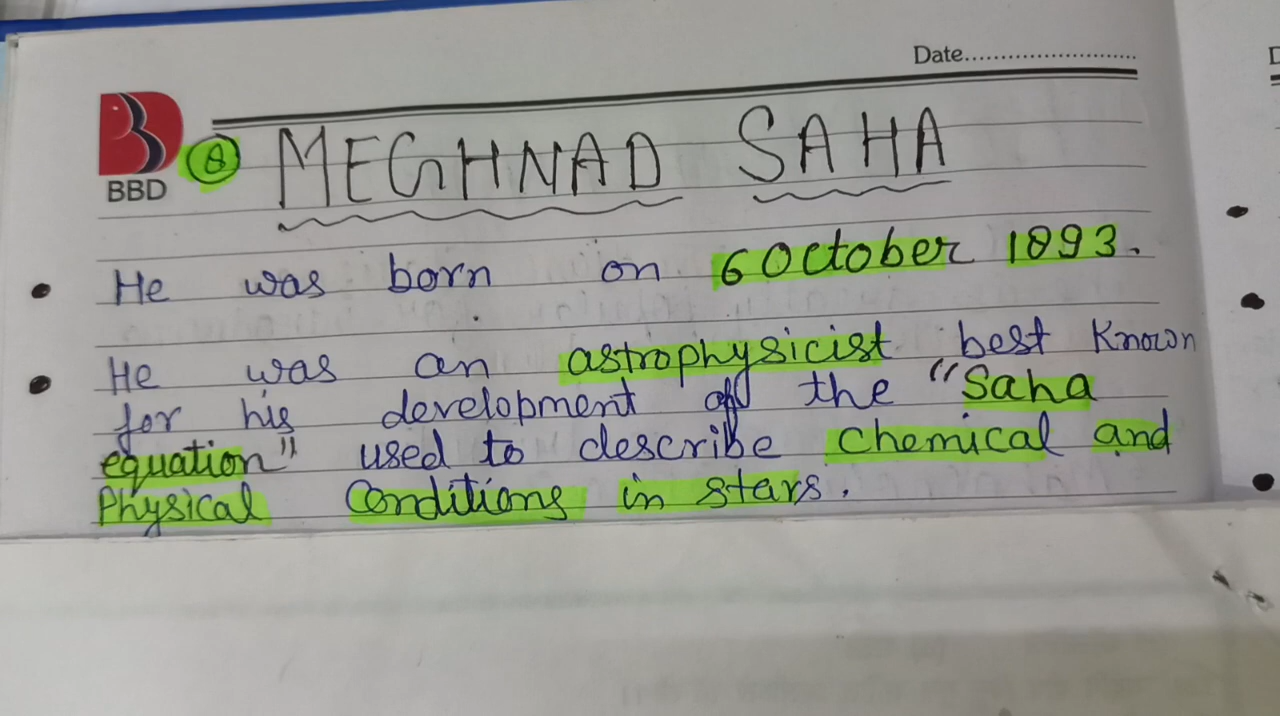 Date............................
BBD
8 MEGHNAD SAHA
• He was born on 6 October 1893.
• He was an astrophysicist best Known
for his development of the "Saha
equation" used to describe chemical and
Physical Conditions in stars.